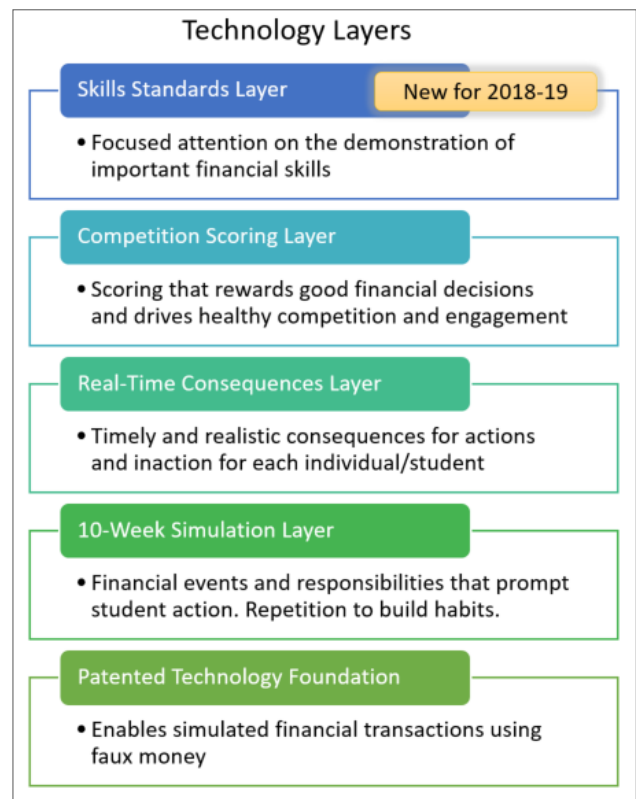 Technology Layers
Skills Standards Layer
New for 2018-19
• Focused attention on the demonstration of
important financial skills
Competition Scoring Layer
• Scoring that rewards good financial decisions
and drives healthy competition and engagement
Real-Time Consequences Layer
• Timely and realistic consequences for actions
and inaction for each individual/student
10-Week Simulation Layer
• Financial events and responsibilities that prompt
student action. Repetition to build habits.
Patented Technology Foundation
• Enables simulated financial transactions using
faux money